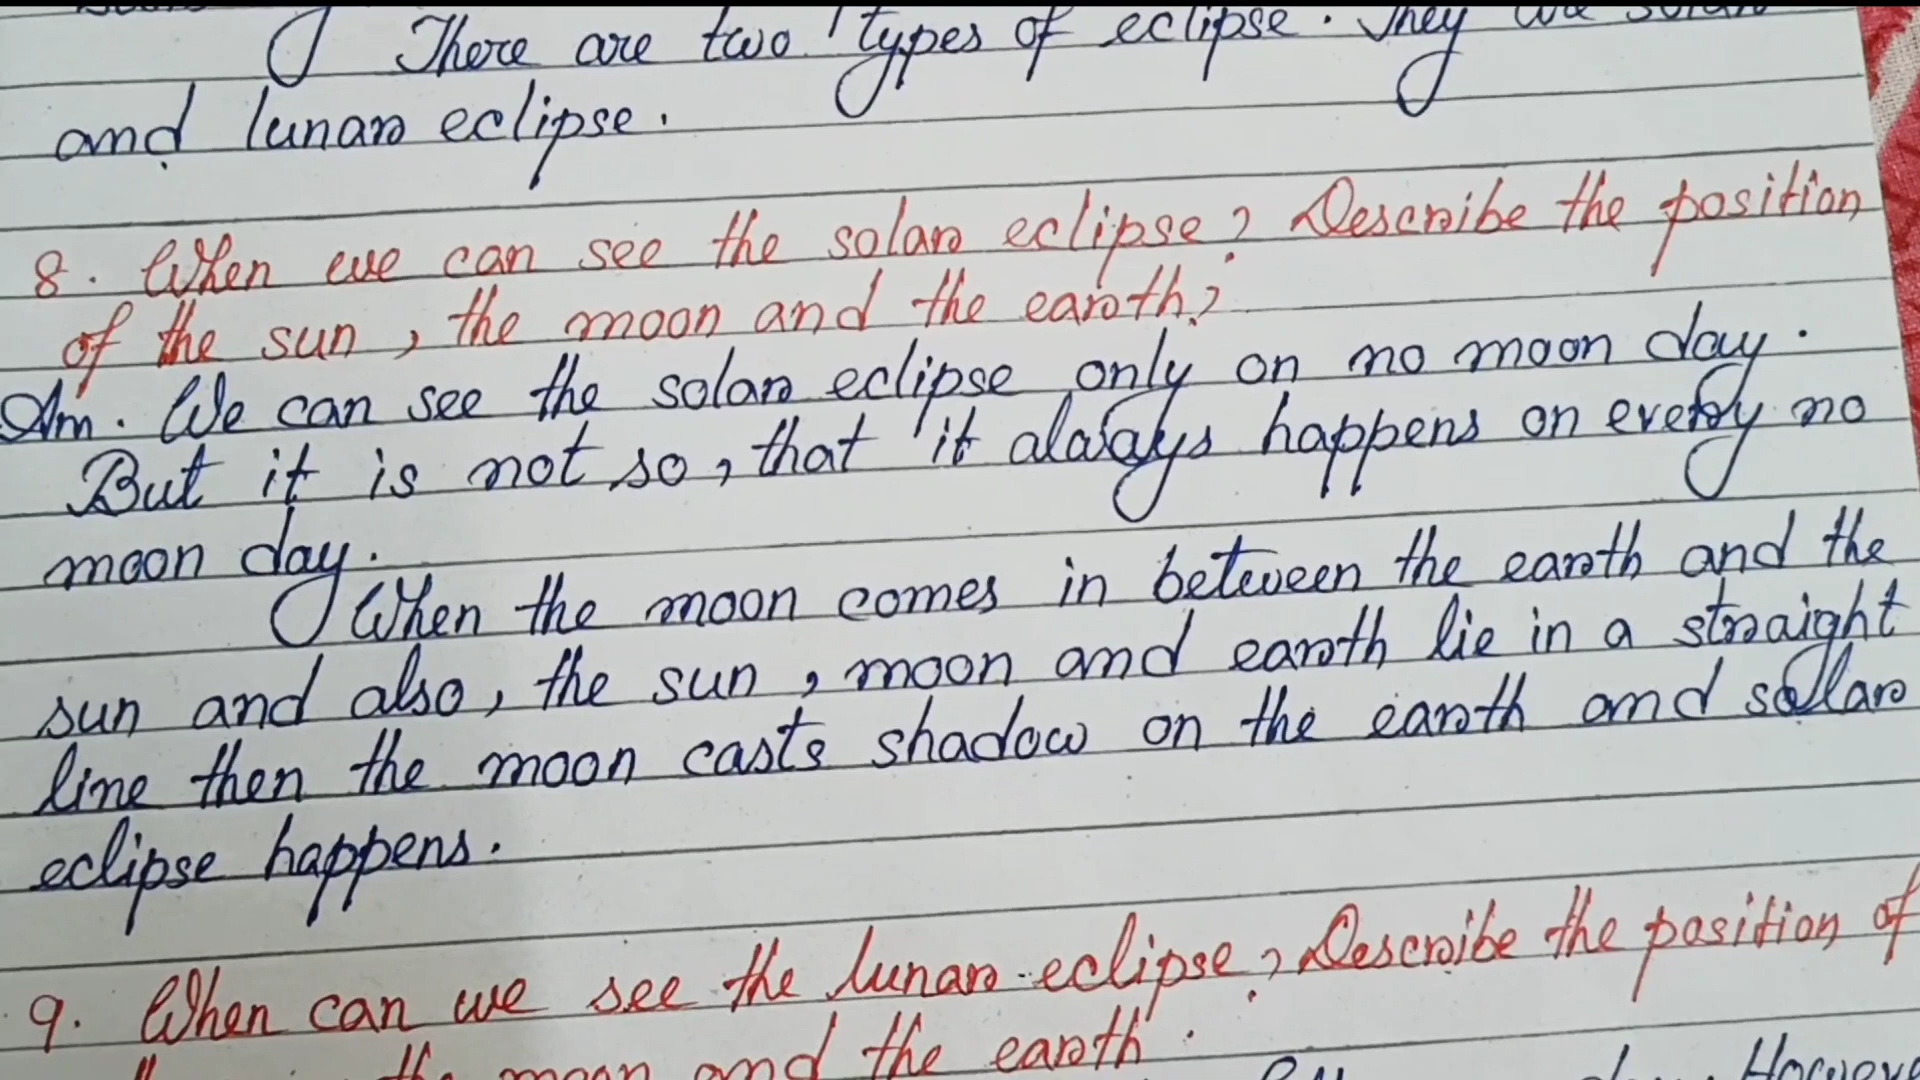 There are two types of eclipse. They are solar
and lunar eclipse.
8. When we can see the solar eclipse? Describe the position
of the sun, the moon and the earth?
Am. We can see the solar eclipse only on no moon day.
But it is not so, that it always happens on every no
moon day.
When the moon comes in between the earth and the
sun and also, the sun, moon and earth lie in a straight
line then the moon casts shadow on the earth and solar
eclipse happens.
9. When can we see the lunar eclipse? Describe the position of
the moon and the earth.